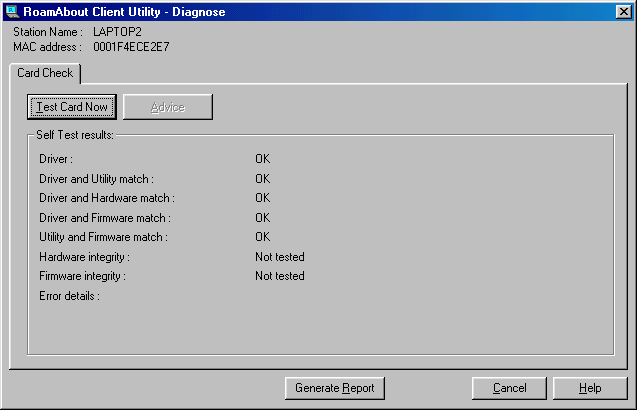 RoamAbout Client Utility - Diagnose
Station Name : LAPTOP2
MAC address : 0001F4ECE2E7
Card Check
Test Card Now Advice
Self Test results:
Driver : OK
Driver and Utility match : OK
Driver and Hardware match : OK
Driver and Firmware match : OK
Utility and Firmware match : OK
Hardware integrity : Not tested
Firmware integrity : Not tested
Error details :
Generate Report Cancel Help